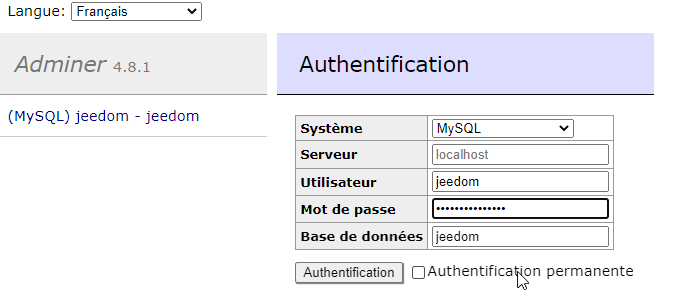 Langue: Français
Adminer 4.8.1
(MySQL) jeedom - jeedom
Authentification
Système MySQL
Serveur localhost
Utilisateur jeedom
Mot de passe •••••••••••••••
Base de données jeedom
Authentification Authentification permanente